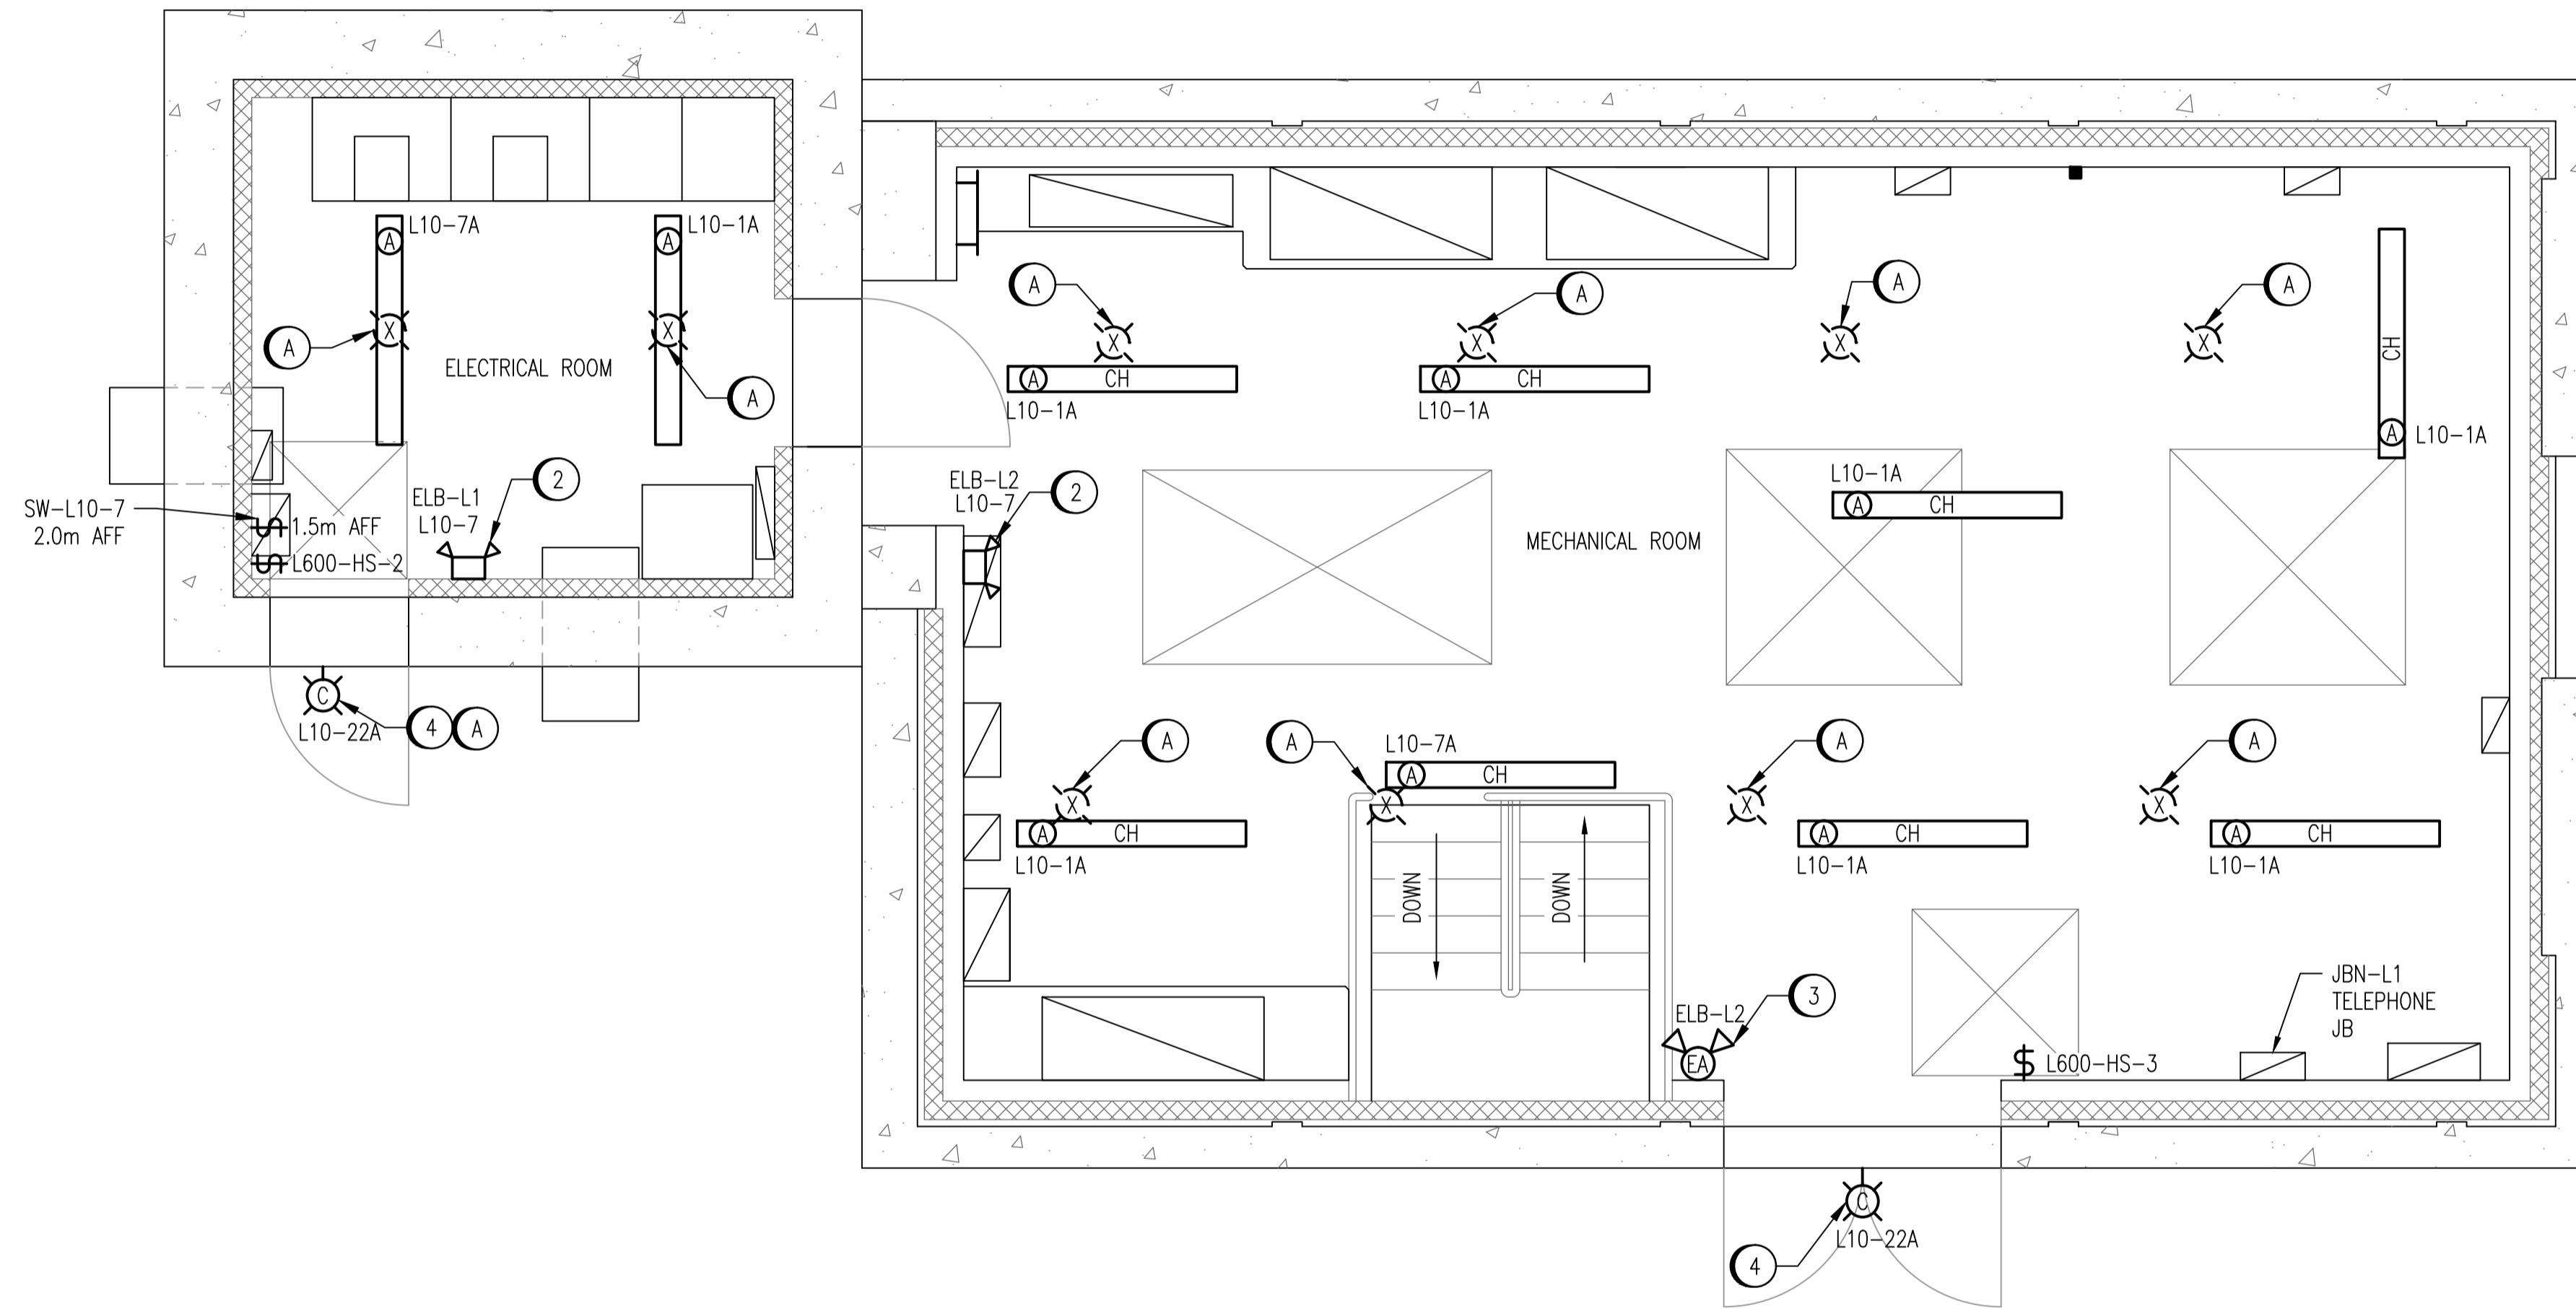 L10-7A
L10-1A
A
A
X
X
A
A
ELECTRICAL ROOM
SW-L10-7
2.0m AFF
1.5m AFF
L600-HS-2
ELB-L1
L10-7
2
C
L10-22A
4
A
A
A
A
A
X
X
X
X
A
CH
L10-1A
A
CH
L10-1A
CH
A
L10-1A
ELB-L2
L10-7
2
L10-1A
A
CH
MECHANICAL ROOM
A
A
A
A
X
X
X
X
L10-7A
A
CH
A
CH
L10-1A
A
CH
L10-1A
A
CH
L10-1A
DOWN
DOWN
ELB-L2
EA
3
JBN-L1
TELEPHONE
JB
L600-HS-3
C
L10-22A
4